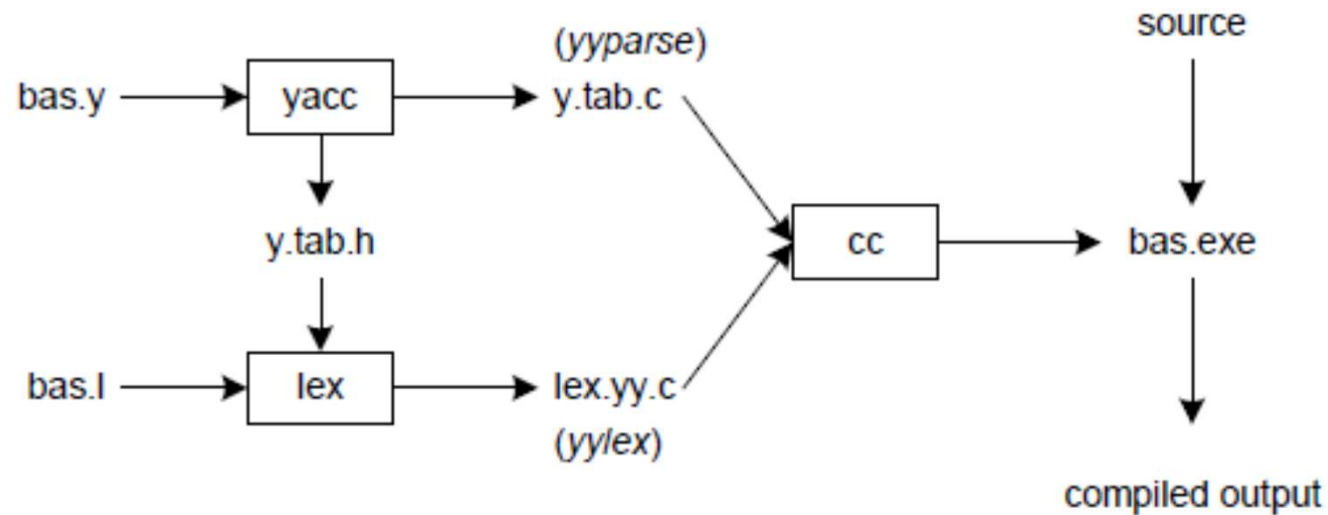 source
(yyparse)
bas.y
yacc
y.tab.c
y.tab.h
cc
bas.exe
bas.l
lex
lex.yy.c
(yylex)
compiled output